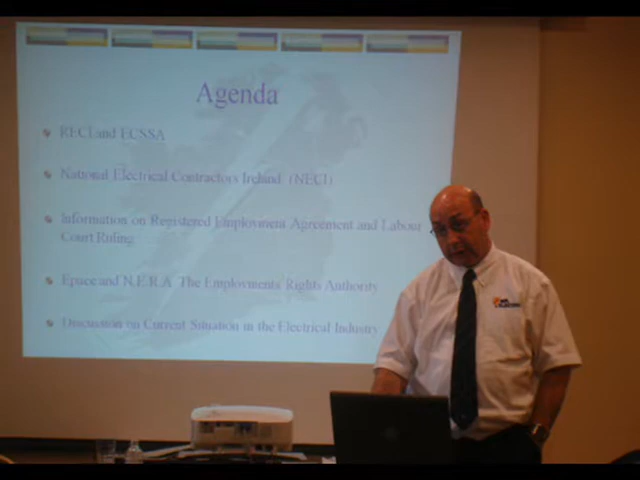 Agenda
RECI and ECSSA
National Electrical Contractors Ireland (NECI)
Information on Registered Employment Agreement and Labour
Court Ruling
Epace and N.E.R.A The Employments Rights Authority
Discussion on Current Situation in the Electrical Industry